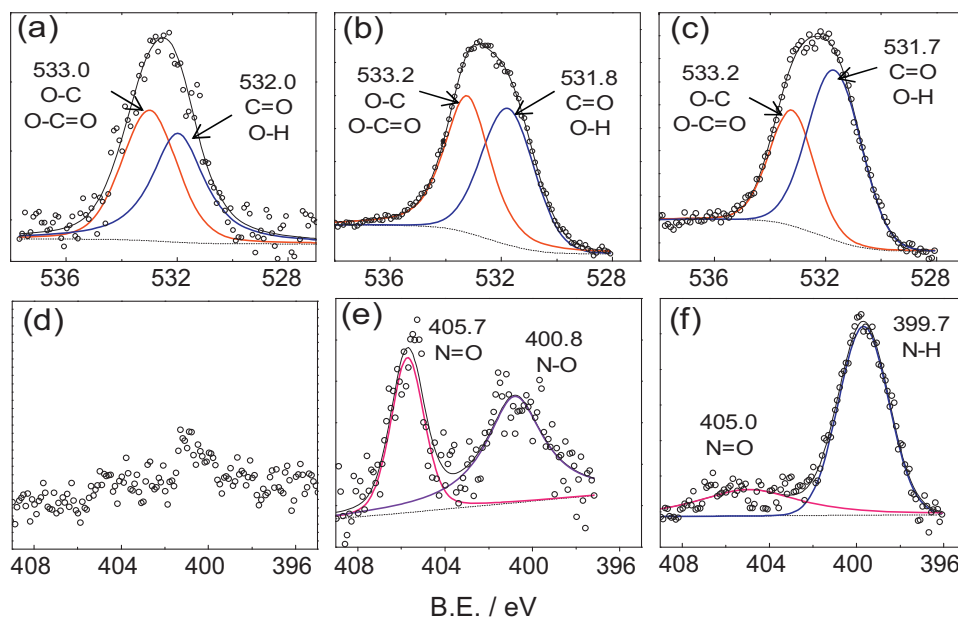 (a)
533.0
O-C
O-C=O
532.0
C=O
O-H
536
532
528
(b)
533.2
O-C
O-C=O
531.8
C=O
O-H
536
532
528
(c)
533.2
O-C
O-C=O
531.7
C=O
O-H
536
532
528
(d)
408
404
400
396
(e)
405.7
N=O
400.8
N-O
408
404
400
396
(f)
405.0
N=O
399.7
N-H
408
404
400
396
B.E. / eV